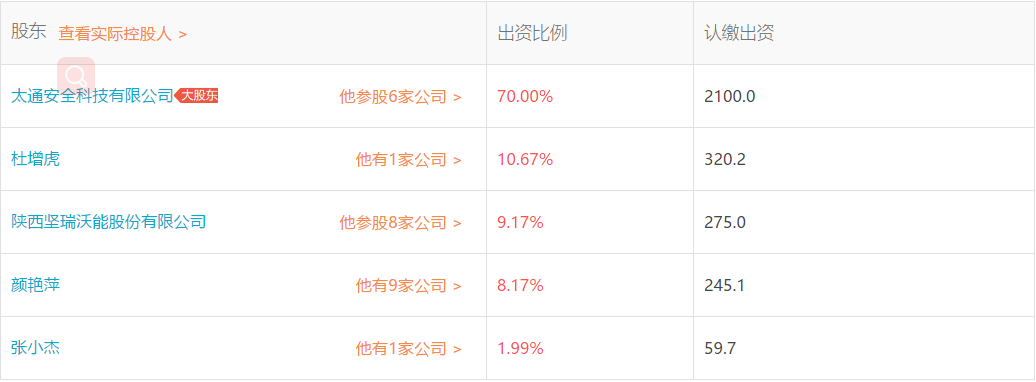 股东 查看实际控股人 > 出资比例 认缴出资
太通安全科技有限公司 大股东 他参股6家公司 > 70.00% 2100.0
杜增虎 他有1家公司 > 10.67% 320.2
陕西坚瑞沃能股份有限公司 他参股8家公司 > 9.17% 275.0
颜艳萍 他有9家公司 > 8.17% 245.1
张小杰 他有1家公司 > 1.99% 59.7